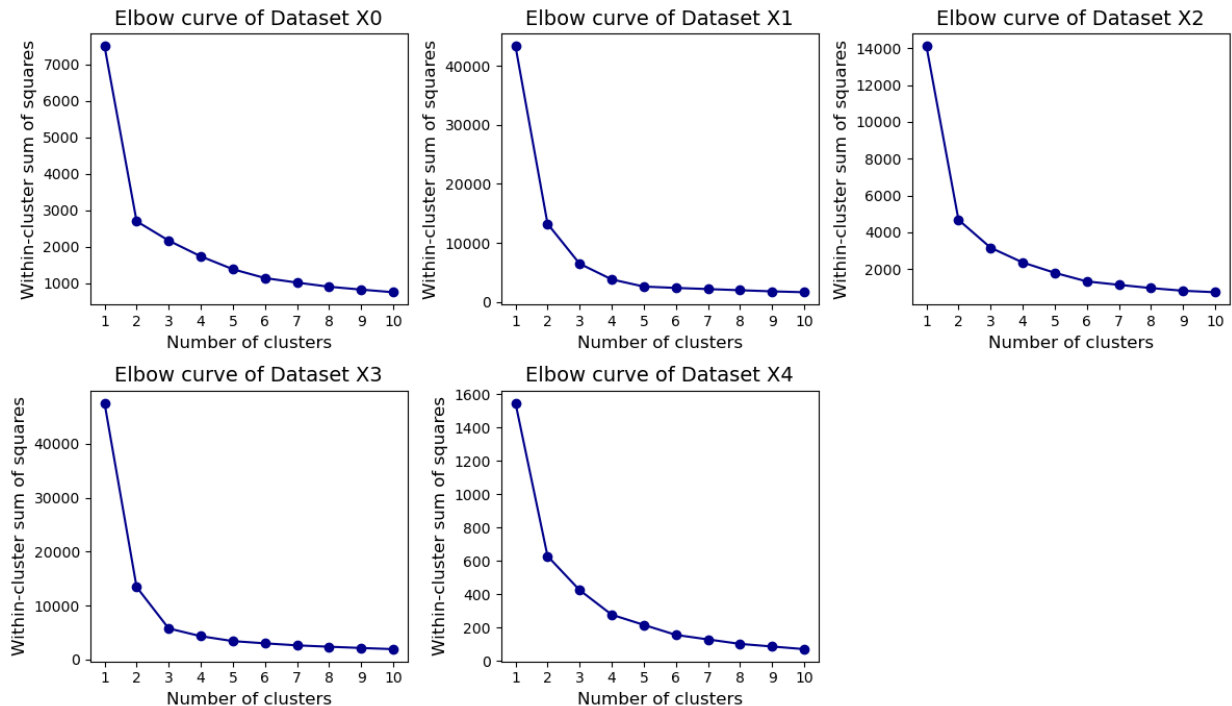 Elbow curve of Dataset X0
Within-cluster sum of squares
7000
6000
5000
4000
3000
2000
1000
1 2 3 4 5 6 7 8 9 10
Number of clusters
Elbow curve of Dataset X1
Within-cluster sum of squares
40000
30000
20000
10000
0
1 2 3 4 5 6 7 8 9 10
Number of clusters
Elbow curve of Dataset X2
Within-cluster sum of squares
14000
12000
10000
8000
6000
4000
2000
1 2 3 4 5 6 7 8 9 10
Number of clusters
Elbow curve of Dataset X3
Within-cluster sum of squares
40000
30000
20000
10000
0
1 2 3 4 5 6 7 8 9 10
Number of clusters
Elbow curve of Dataset X4
Within-cluster sum of squares
1600
1400
1200
1000
800
600
400
200
0
1 2 3 4 5 6 7 8 9 10
Number of clusters